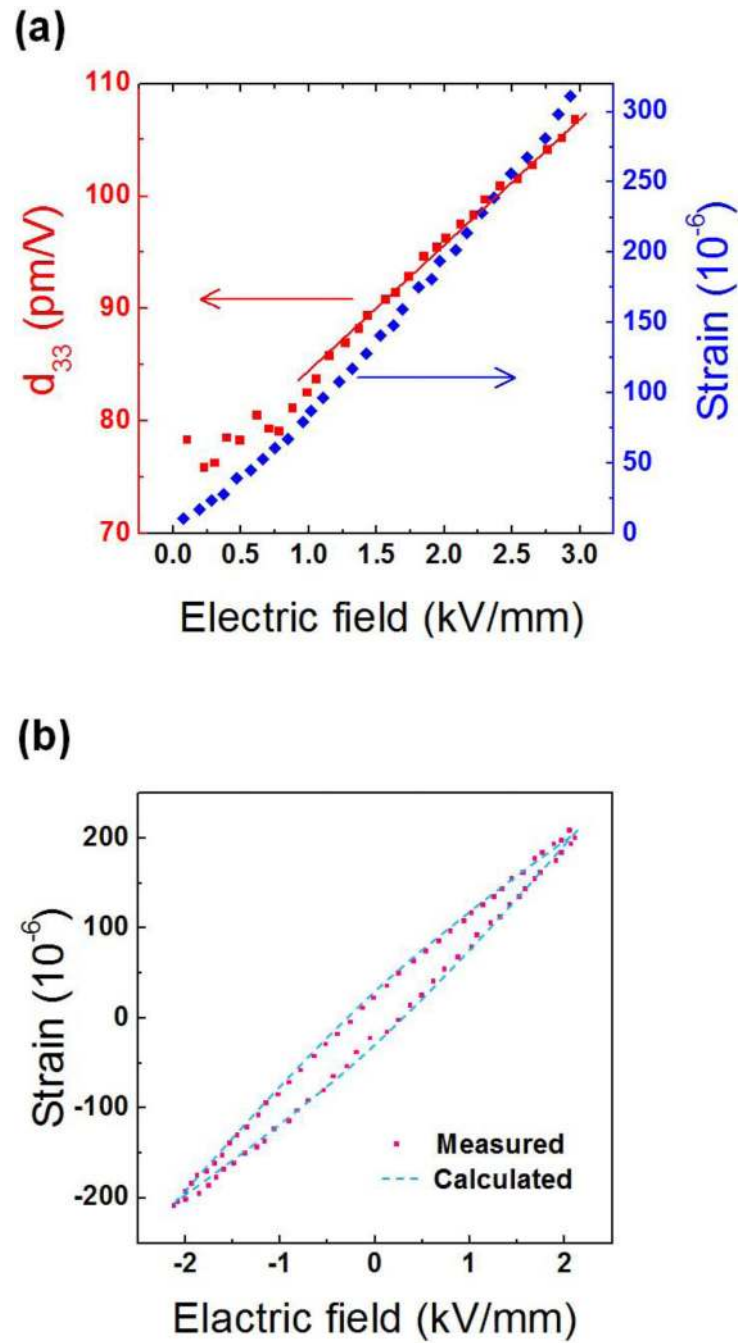 (a)
110
100
90
80
70
d33 (pm/V)
300
250
200
150
100
50
0
Strain (10-6)
0.0 0.5 1.0 1.5 2.0 2.5 3.0
Electric field (kV/mm)
(b)
200
100
0
-100
-200
Strain (10-6)
Measured
Calculated
-2 -1 0 1 2
Elactric field (kV/mm)